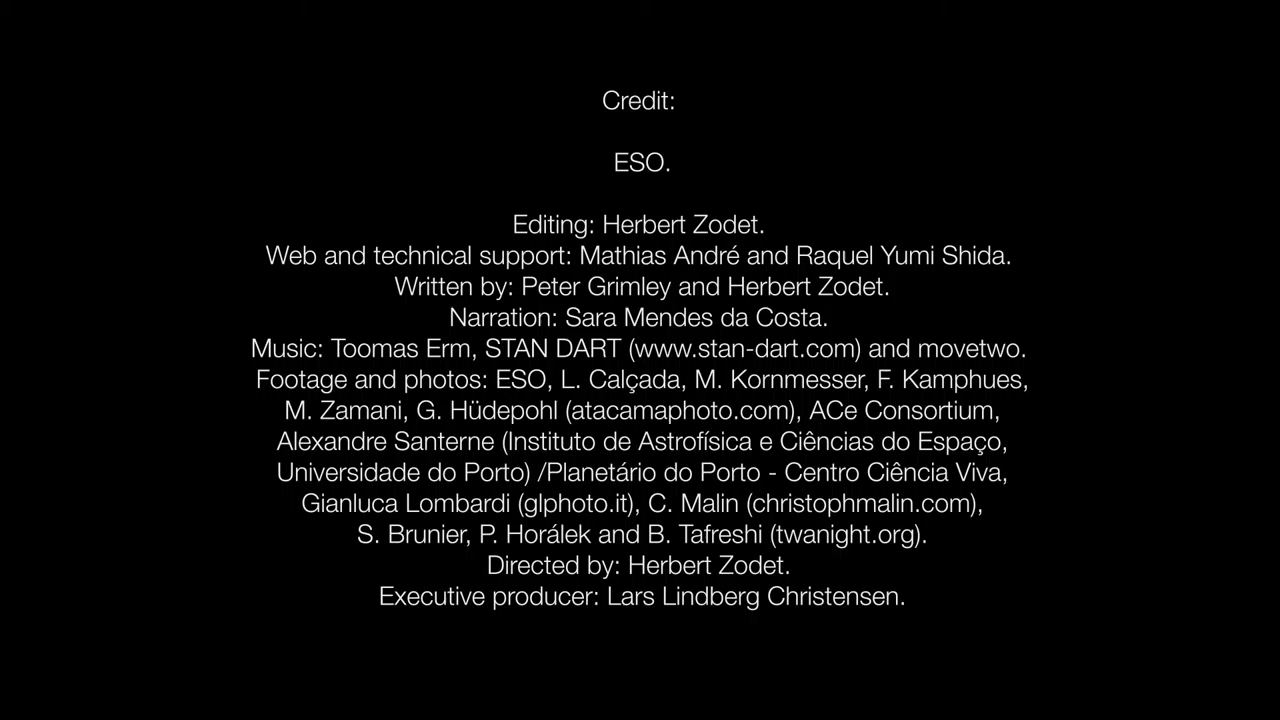 Credit:
ESO.
Editing: Herbert Zodet.
Web and technical support: Mathias André and Raquel Yumi Shida.
Written by: Peter Grimley and Herbert Zodet.
Narration: Sara Mendes da Costa.
Music: Toomas Erm, STAN DART (www.stan-dart.com) and movetwo.
Footage and photos: ESO, L. Calçada, M. Kornmesser, F. Kamphues,
M. Zamani, G. Hüdepohl (atacamaphoto.com), ACe Consortium,
Alexandre Santerne (Instituto de Astrofísica e Ciências do Espaço,
Universidade do Porto) /Planetário do Porto - Centro Ciência Viva,
Gianluca Lombardi (glphoto.it), C. Malin (christophmalin.com),
S. Brunier, P. Horálek and B. Tafreshi (twanight.org).
Directed by: Herbert Zodet.
Executive producer: Lars Lindberg Christensen.